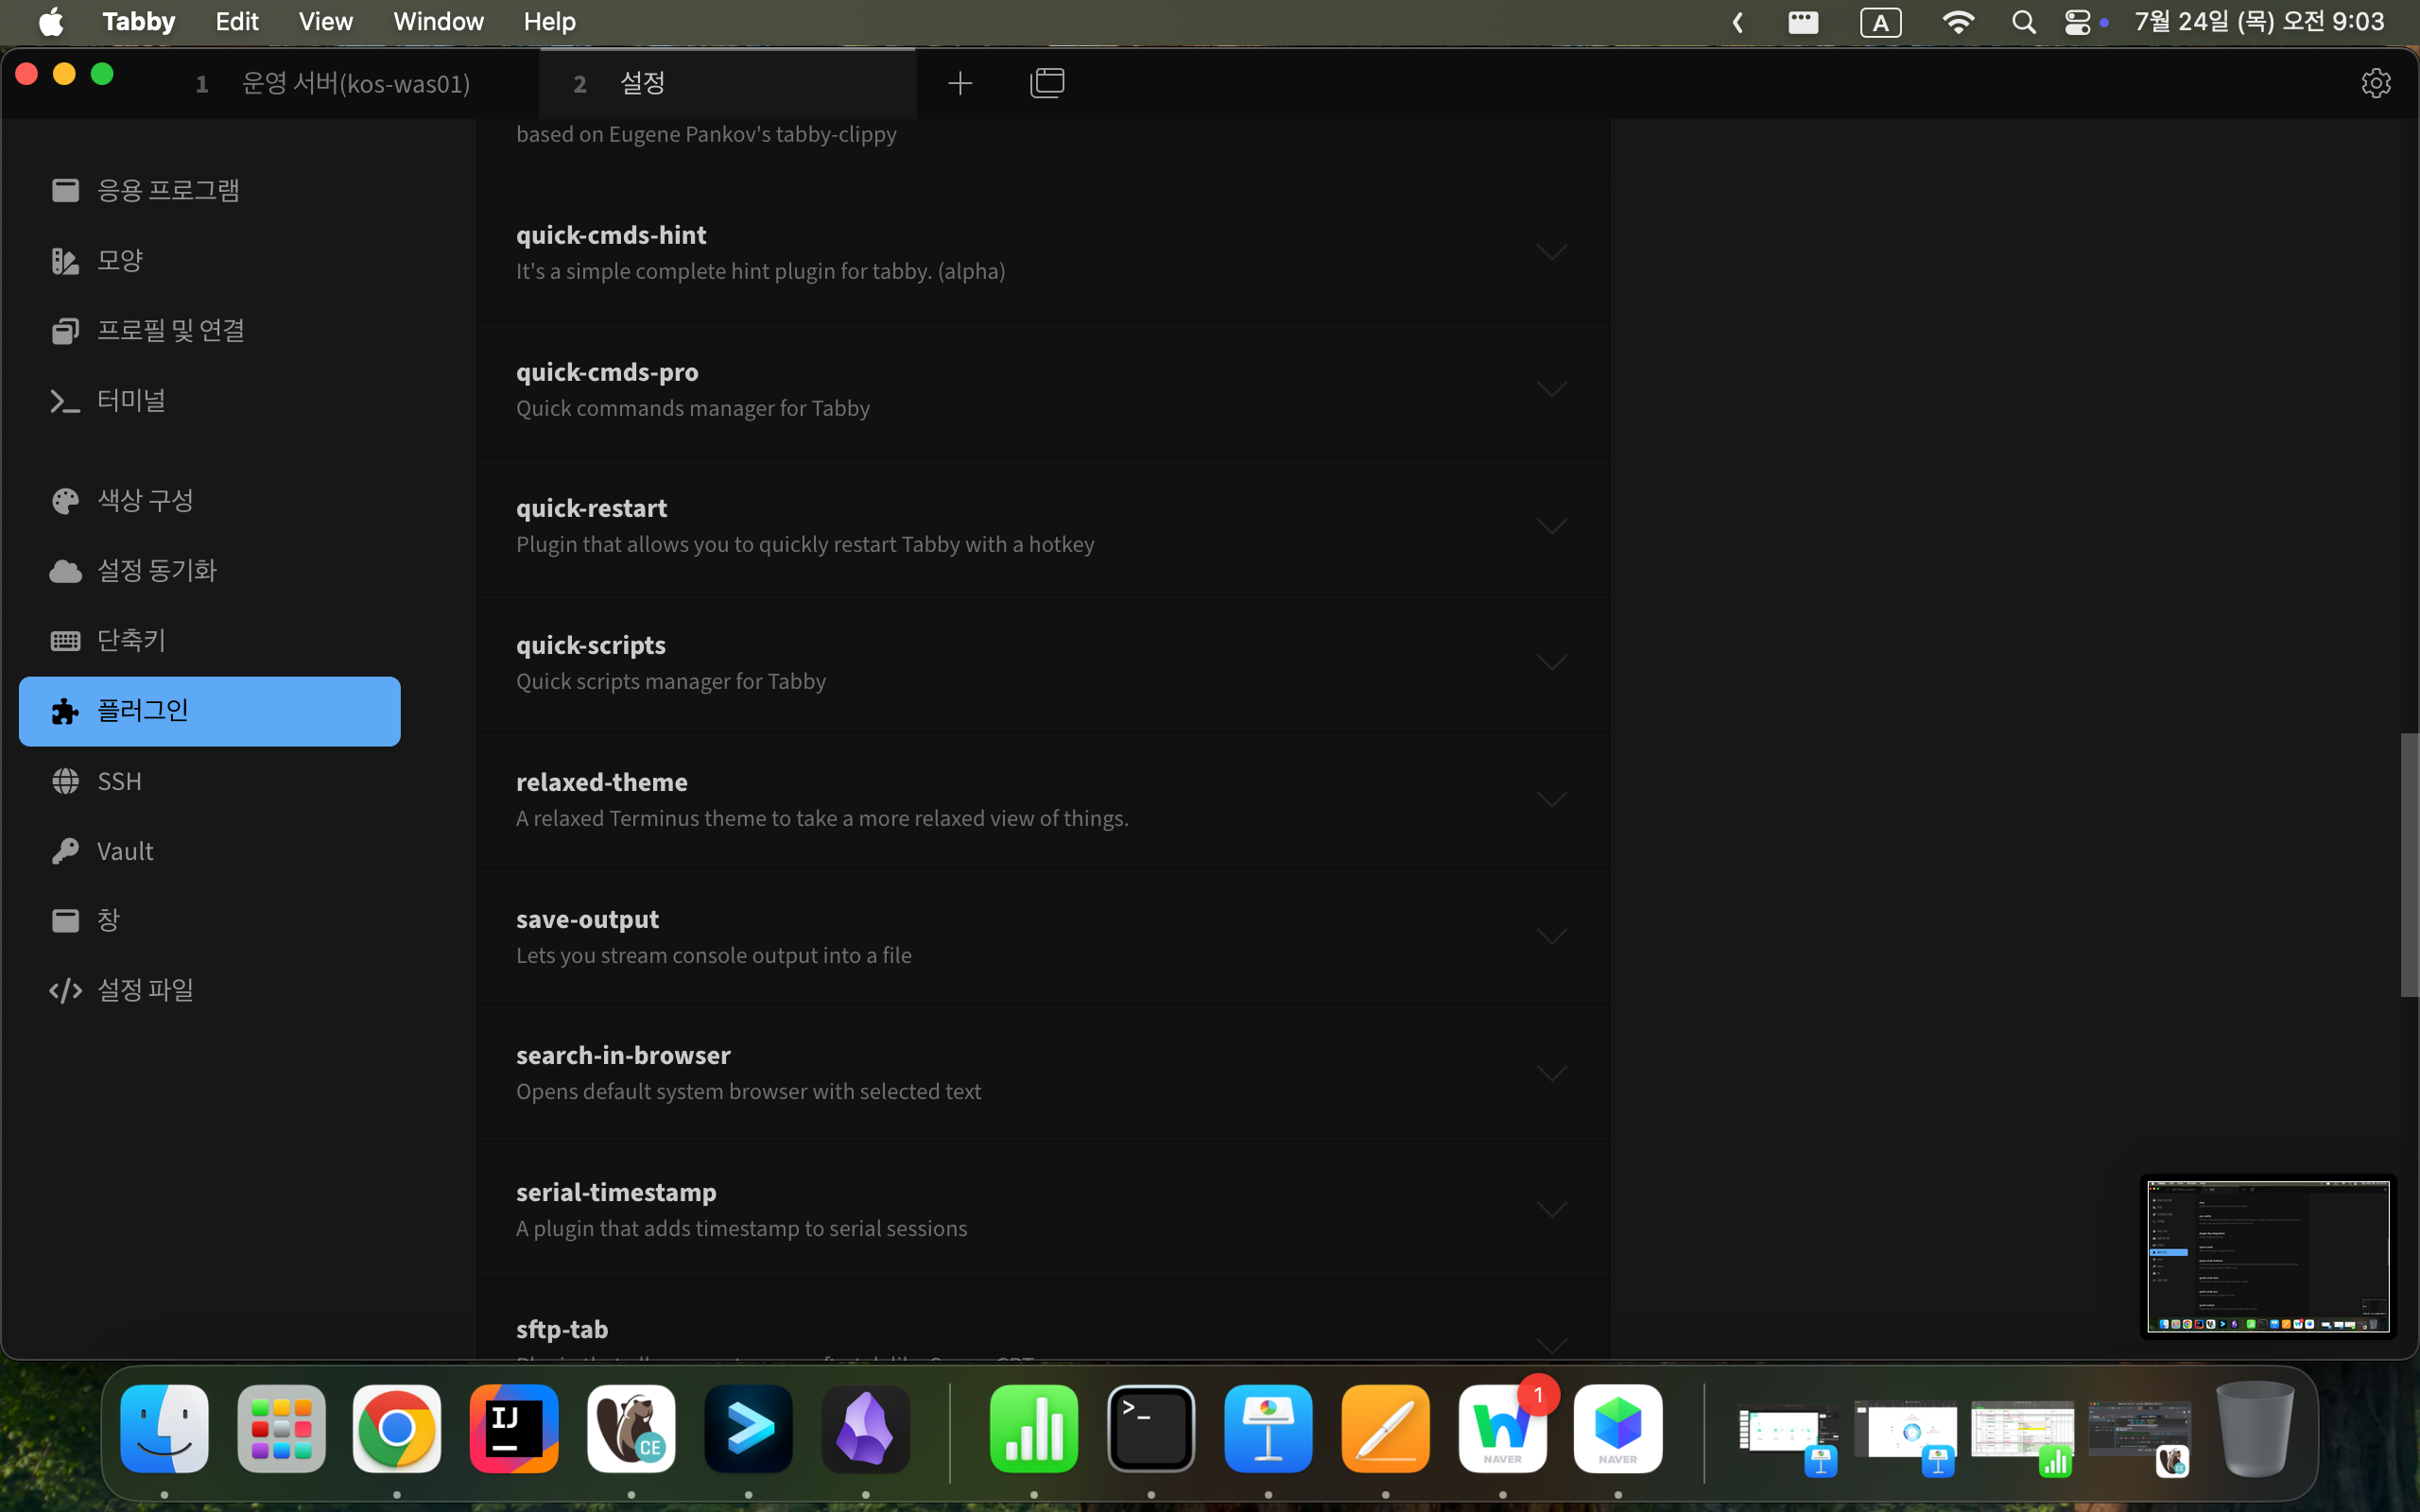 Tabby Edit View Window Help
A 7월 24일 (목) 오전 9:03
1 운영 서버(kos-was01) 2 설정
응용 프로그램
모양
프로필 및 연결
터미널
색상 구성
설정 동기화
단축키
플러그인
SSH
Vault
창
설정 파일
based on Eugene Pankov's tabby-clippy
quick-cmds-hint
It's a simple complete hint plugin for tabby. (alpha)
quick-cmds-pro
Quick commands manager for Tabby
quick-restart
Plugin that allows you to quickly restart Tabby with a hotkey
quick-scripts
Quick scripts manager for Tabby
relaxed-theme
A relaxed Terminus theme to take a more relaxed view of things.
save-output
Lets you stream console output into a file
search-in-browser
Opens default system browser with selected text
serial-timestamp
A plugin that adds timestamp to serial sessions
sftp-tab
IJ
CE
NAVER
1
NAVER